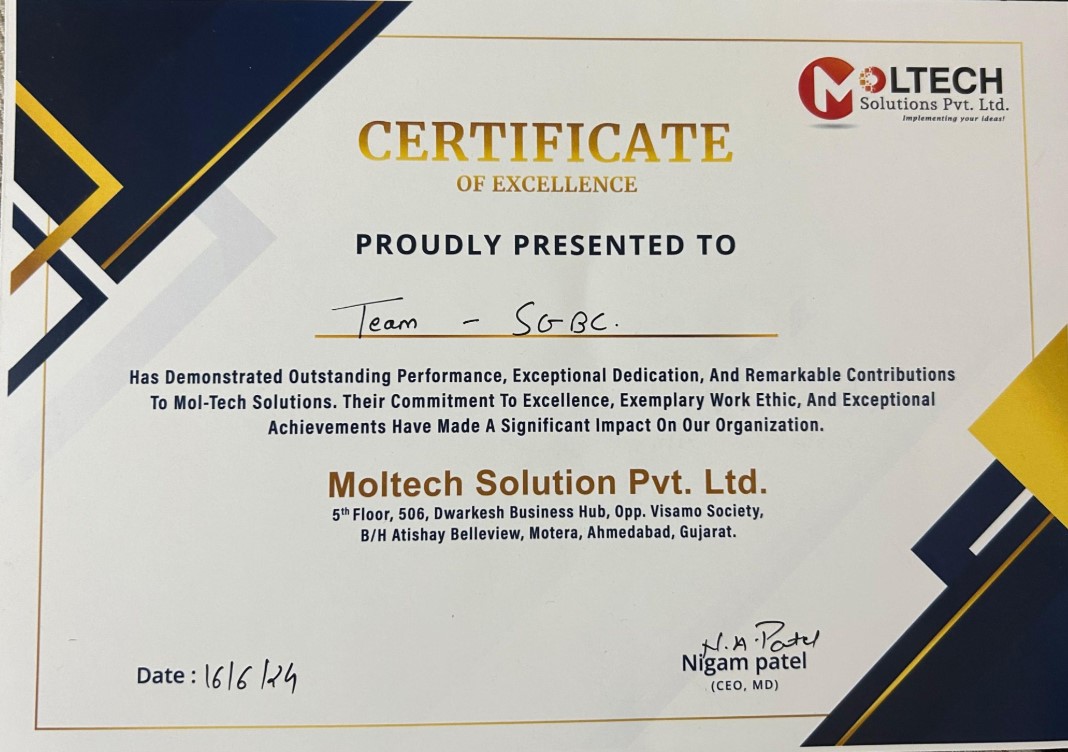 MOLTECH
Solutions Pvt. Ltd.
Implementing your ideas!
CERTIFICATE
OF EXCELLENCE
PROUDLY PRESENTED TO
Team - SGBC.
Has Demonstrated Outstanding Performance, Exceptional Dedication, And Remarkable Contributions
To Mol-Tech Solutions. Their Commitment To Excellence, Exemplary Work Ethic, And Exceptional
Achievements Have Made A Significant Impact On Our Organization.
Moltech Solution Pvt. Ltd.
5th Floor, 506, Dwarkesh Business Hub, Opp. Visamo Society,
B/H Atishay Belleview, Motera, Ahmedabad, Gujarat.
N.A.Patel
Date : 16/6/24
Nigam patel
(CEO, MD)